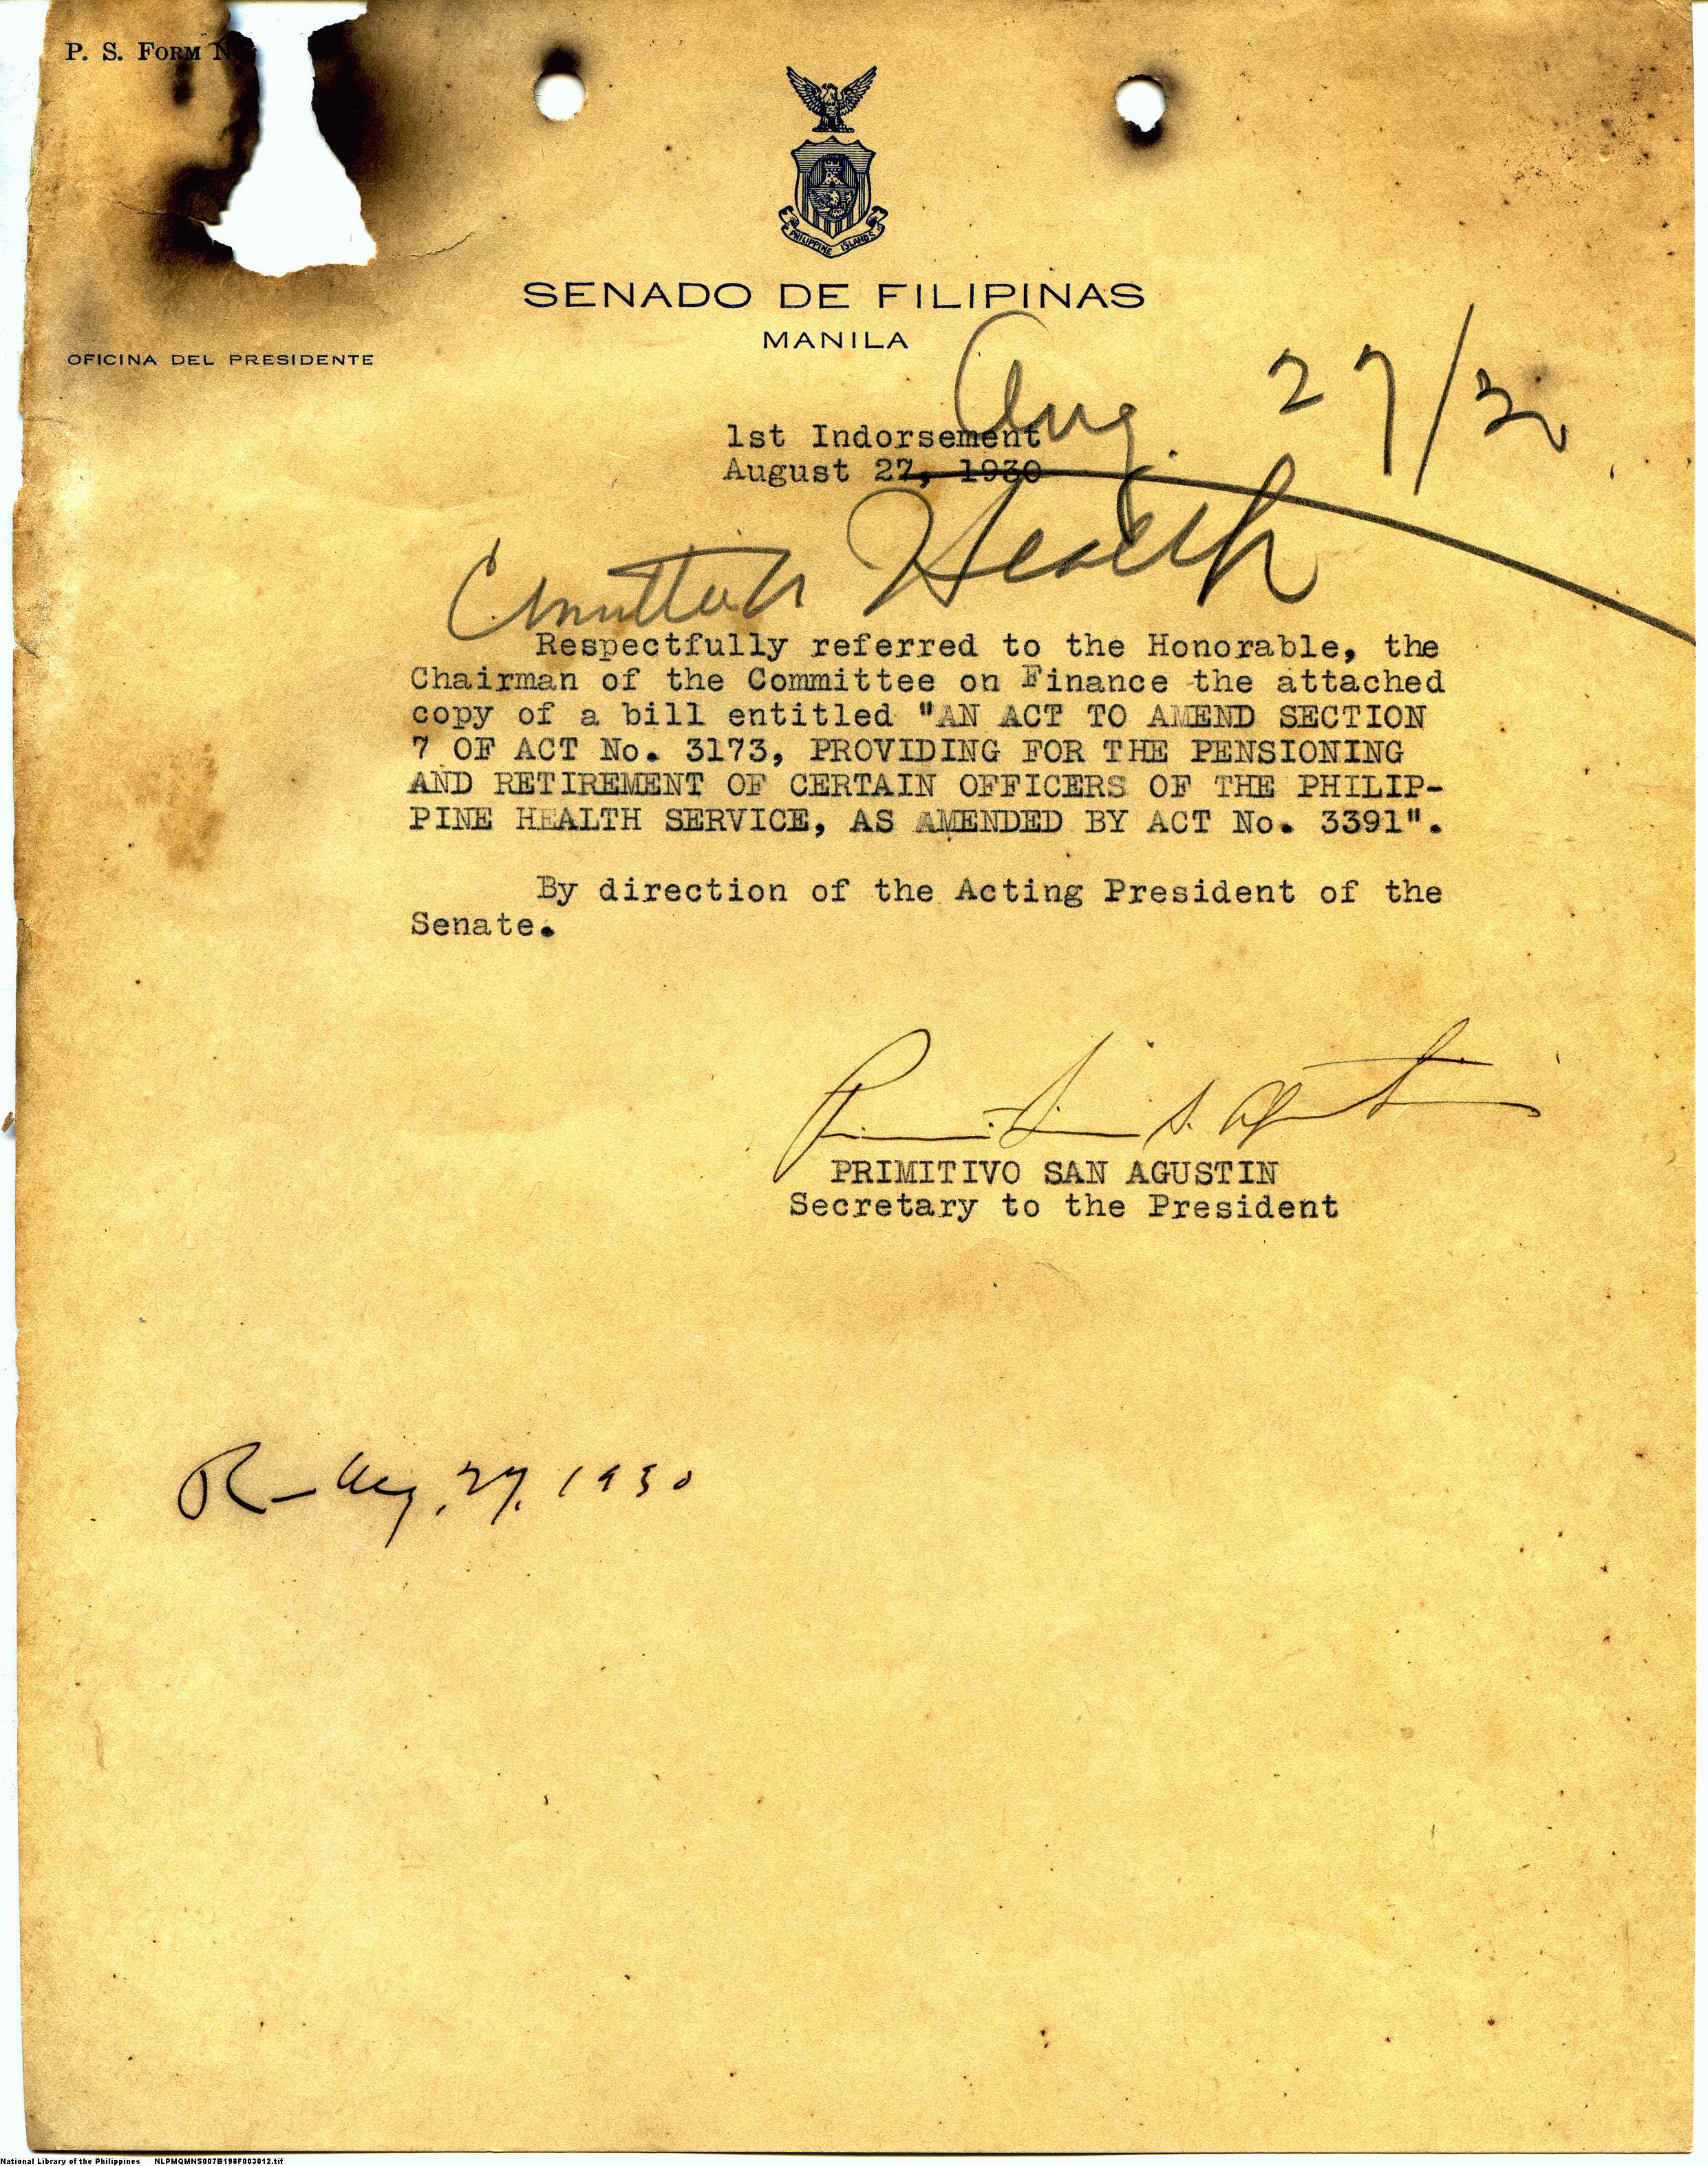 P. S. FORM N
PHILIPPINE ISLANDS
SENADO DE FILIPINAS
MANILA
OFICINA DEL PRESIDENTE
Aug. 27/30
1st Indorsement
August 27, 1930
Committee Health
Respectfully referred to the Honorable, the
Chairman of the Committee on Finance the attached
copy of a bill entitled "AN ACT TO AMEND SECTION
7 OF ACT No. 3173, PROVIDING FOR THE PENSIONING
AND RETIREMENT OF CERTAIN OFFICERS OF THE PHILIP-
PINE HEALTH SERVICE, AS AMENDED BY ACT No. 3391".
By direction of the Acting President of the
Senate.
Primitivo S. Agustin
PRIMITIVO SAN AGUSTIN
Secretary to the President
R— Aug. 27, 1930
National Library of the Philippines NLPMQMNS007B198F003012.tif